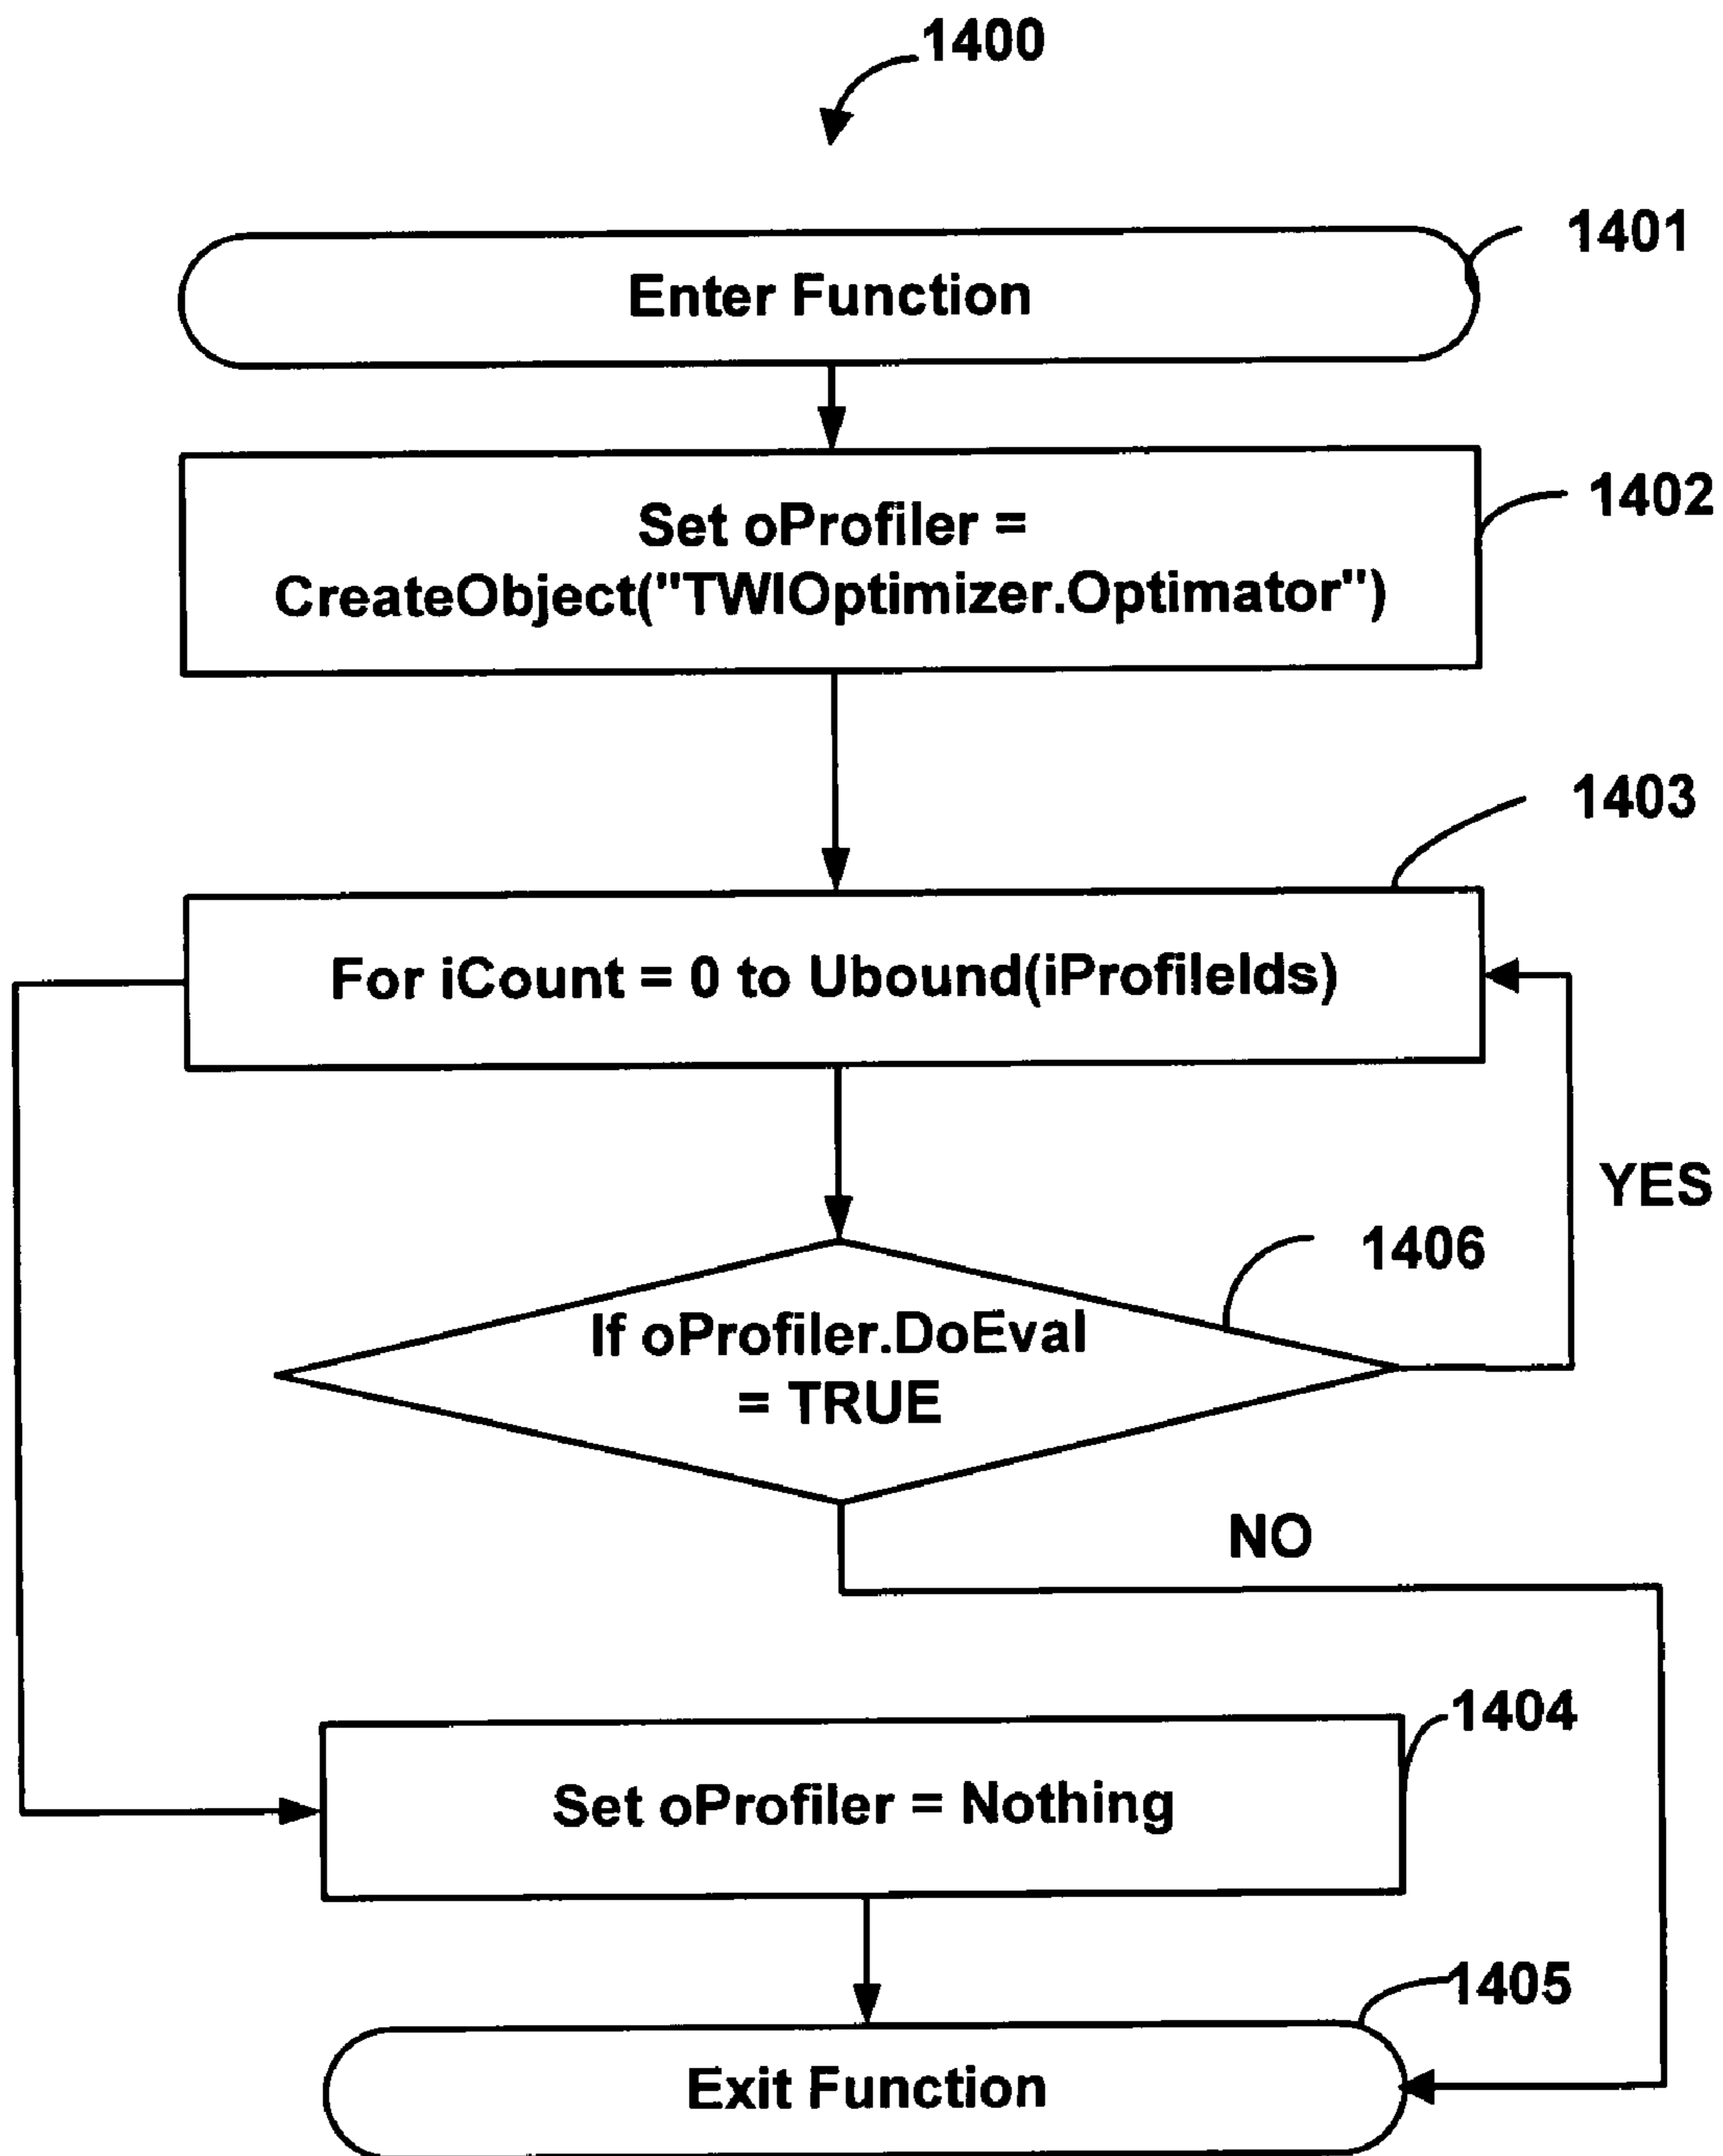 1400
1401
Enter Function
1402
Set oProfiler =
CreateObject("TWIOptimizer.Optimator")
1403
For iCount = 0 to Ubound(iProfileIds)
YES
1406
If oProfiler.DoEval
= TRUE
NO
1404
Set oProfiler = Nothing
1405
Exit Function